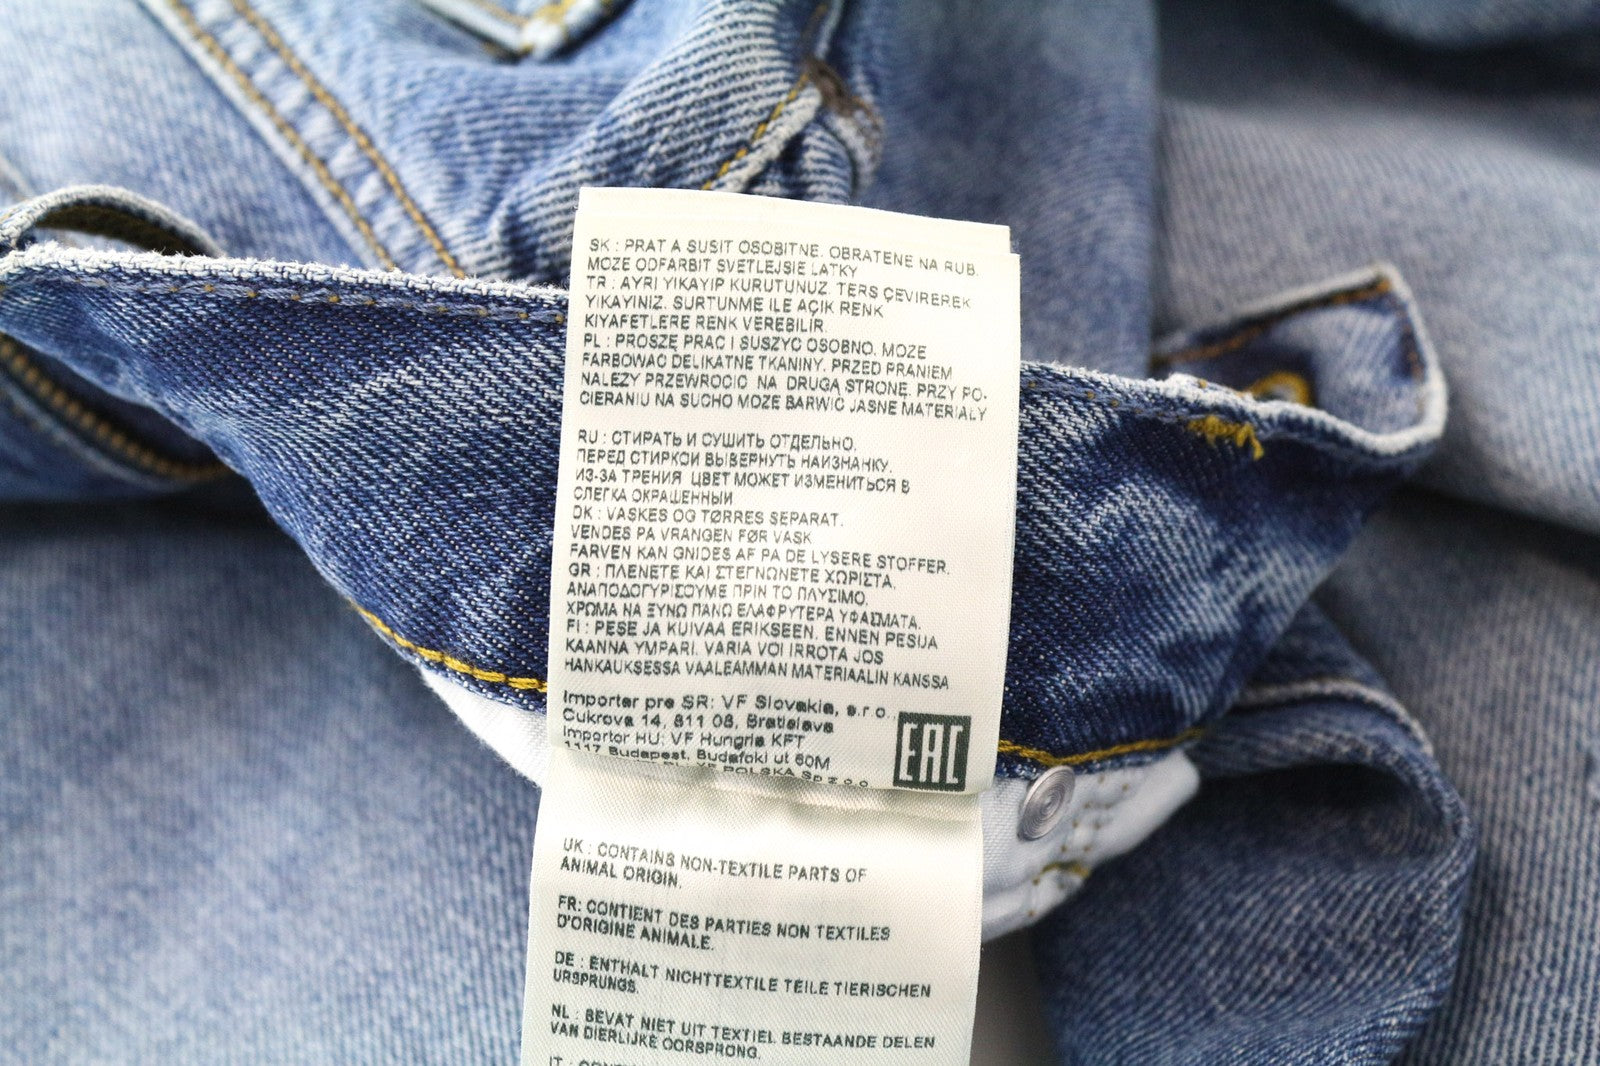 SK : PRAT A SUSIT OSOBITNE. OBRATENE NA RUB.
MOZE ODFARBIT SVETLEJSIE LATKY
TR : AYRI YIKAYIP KURUTUNUZ. TERS ÇEVIREREK
YIKAYINIZ. SURTUNME ILE AÇIK RENK
KIYAFETLERE RENK VEREBILIR.
PL : PROSZĘ PRAC I SUSZYC OSOBNO. MOZE
FARBOWAC DELIKATNE TKANINY. PRZED PRANIEM
NALEZY PRZEWROCIC NA DRUGĄ STRONĘ. PRZY PO-
CIERANIU NA SUCHO MOZE BARWIC JASNE MATERIAŁY
RU : СТИРАТЬ И СУШИТЬ ОТДЕЛЬНО.
ПЕРЕД СТИРКОЙ ВЫВЕРНУТЬ НАИЗНАНКУ.
ИЗ-ЗА ТРЕНИЯ ЦВЕТ МОЖЕТ ИЗМЕНИТЬСЯ В
СЛЕГКА ОКРАШЕННЫЙ
DK : VASKES OG TØRRES SEPARAT.
VENDES PA VRANGEN FØR VASK
FARVEN KAN GNIDES AF PA DE LYSERE STOFFER.
GR : ΠΛΕΝΕΤΕ ΚΑΙ ΣΤΕΓΝΩΝΕΤΕ ΧΩΡΙΣΤΑ.
ΑΝΑΠΟΔΟΓΥΡΙΣΟΥΜΕ ΠΡΙΝ ΤΟ ΠΛΥΣΙΜΟ.
ΧΡΩΜΑ ΝΑ ΞΥΝΩ ΠΑΝΩ ΕΛΑΦΡΥΤΕΡΑ ΥΦΑΣΜΑΤΑ.
FI : PESE JA KUIVAA ERIKSEEN. ENNEN PESUA
KAANNA YMPARI. VARIA VOI IRROTA JOS
HANKAUKSESSA VAALEAMMAN MATERIAALIN KANSSA
Importer pre SR: VF Slovakia, s.r.o.,
Cukrova 14, 811 08, Bratislava
Importor HU: VF Hungria KFT
1117 Budapest, Budafoki ut 60M
POLSKA Sp z.o.o
EAC
UK : CONTAINS NON-TEXTILE PARTS OF
ANIMAL ORIGIN.
FR: CONTIENT DES PARTIES NON TEXTILES
D'ORIGINE ANIMALE.
DE : ENTHALT NICHTTEXTILE TEILE TIERISCHEN
URSPRUNGS.
NL : BEVAT NIET UIT TEXTIEL BESTAANDE DELEN
VAN DIERLIJKE OORSPRONG.
IT :